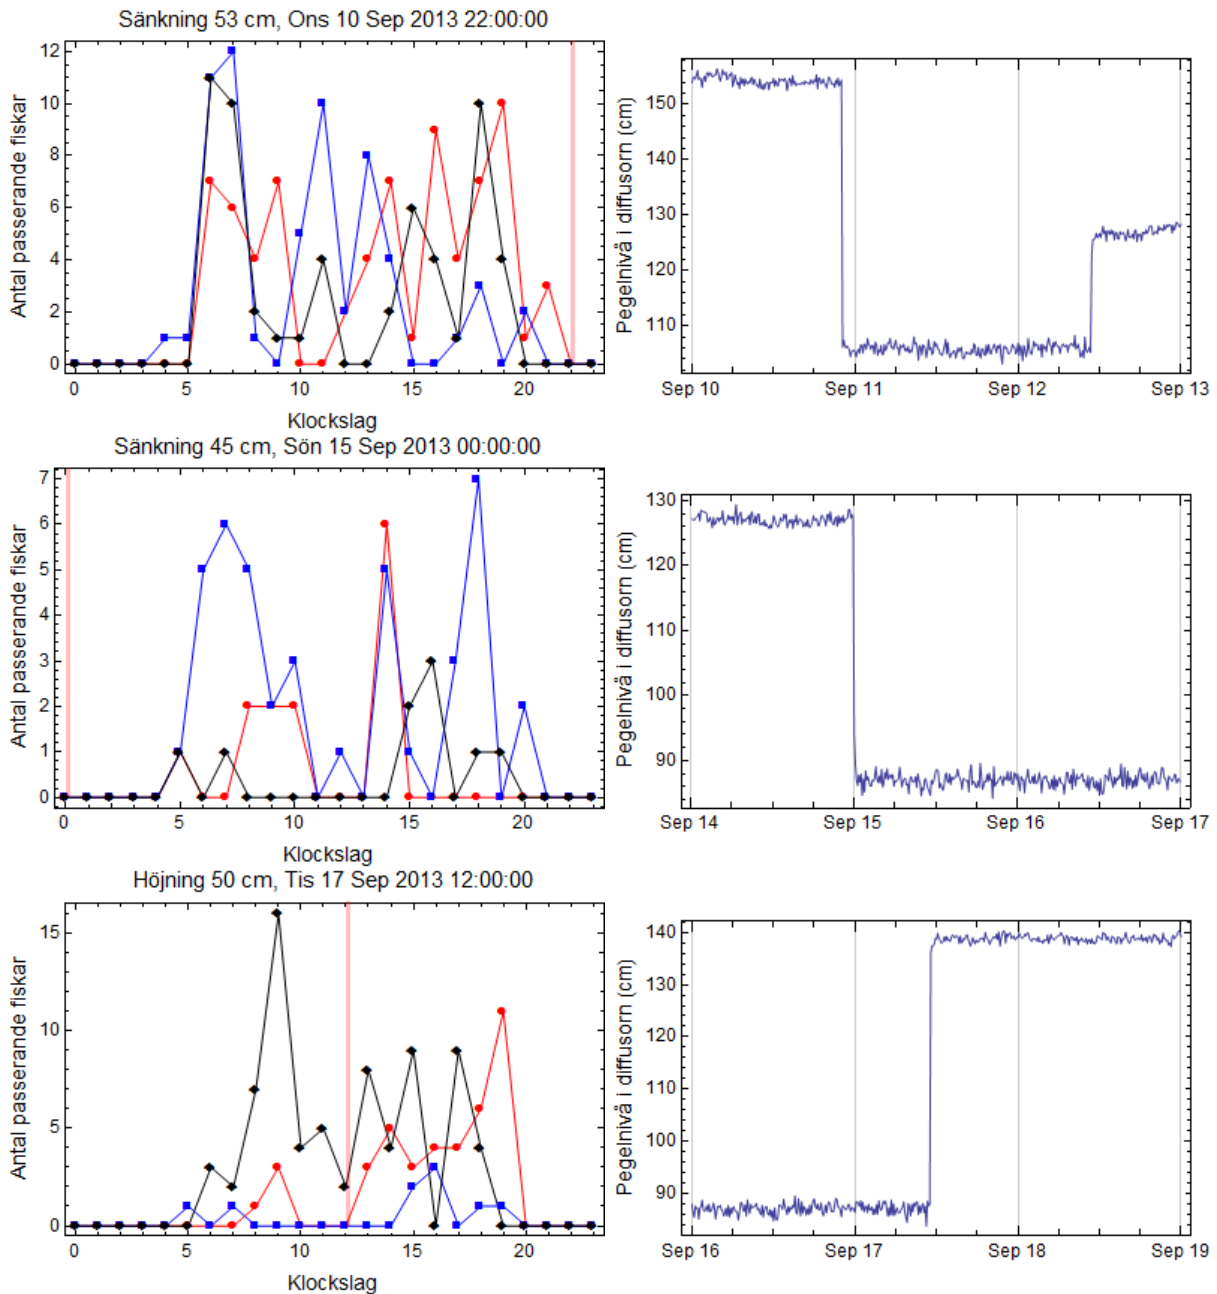 Sänkning 53 cm, Ons 10 Sep 2013 22:00:00
Antal passerande fiskar
12
10
8
6
4
2
0
0 5 10 15 20
Klockslag
Pegelnivå i diffusorn (cm)
150
140
130
120
110
Sep 10 Sep 11 Sep 12 Sep 13
Sänkning 45 cm, Sön 15 Sep 2013 00:00:00
Antal passerande fiskar
7
6
5
4
3
2
1
0
0 5 10 15 20
Klockslag
Pegelnivå i diffusorn (cm)
130
120
110
100
90
Sep 14 Sep 15 Sep 16 Sep 17
Höjning 50 cm, Tis 17 Sep 2013 12:00:00
Antal passerande fiskar
15
10
5
0
0 5 10 15 20
Klockslag
Pegelnivå i diffusorn (cm)
140
130
120
110
100
90
Sep 16 Sep 17 Sep 18 Sep 19